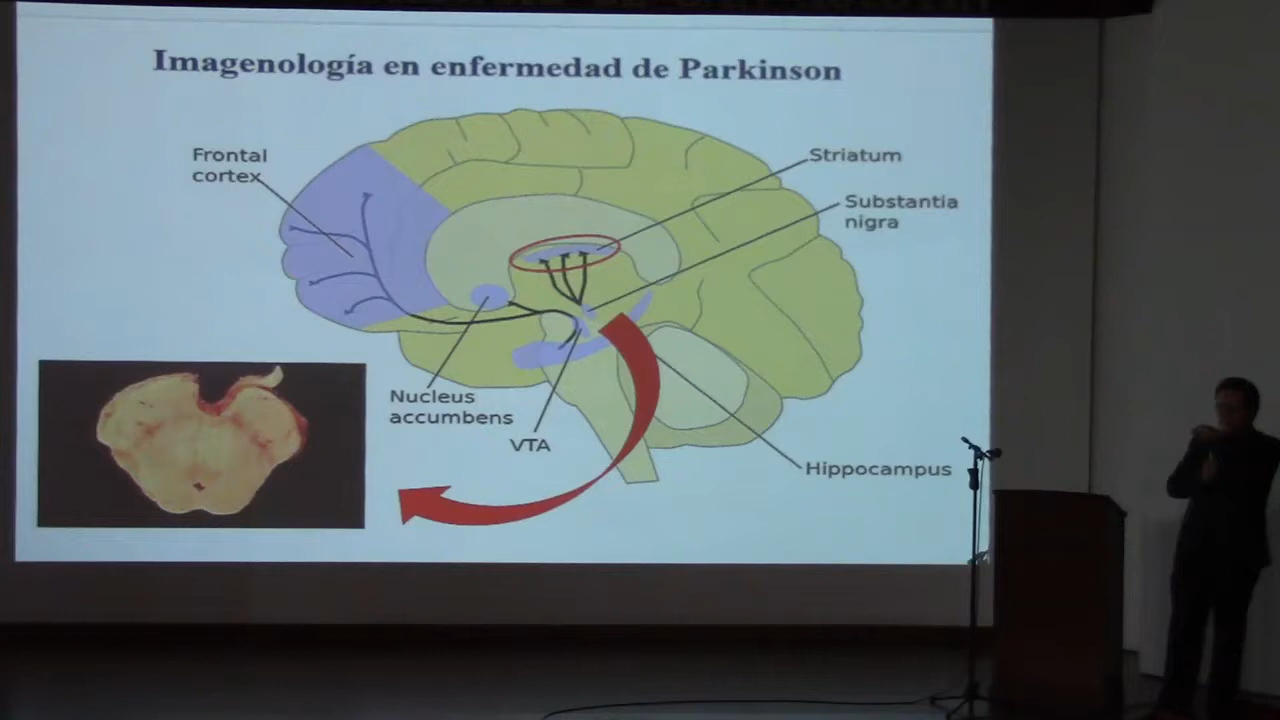 Imagenología en enfermedad de Parkinson
Frontal
cortex
Striatum
Substantia
nigra
Nucleus
accumbens
VTA
Hippocampus